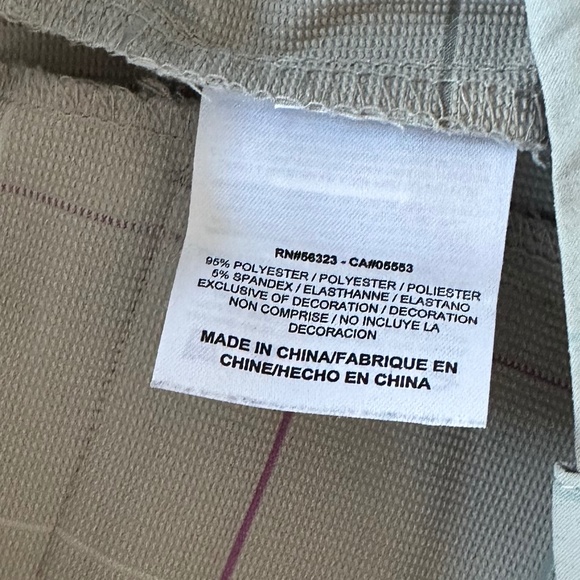 RN#56323 - CA#05553
95% POLYESTER / POLYESTER / POLIESTER
5% SPANDEX / ELASTHANNE / ELASTANO
EXCLUSIVE OF DECORATION / DECORATION
NON COMPRISE / NO INCLUYE LA
DECORACION
MADE IN CHINA/FABRIQUE EN
CHINE/HECHO EN CHINA